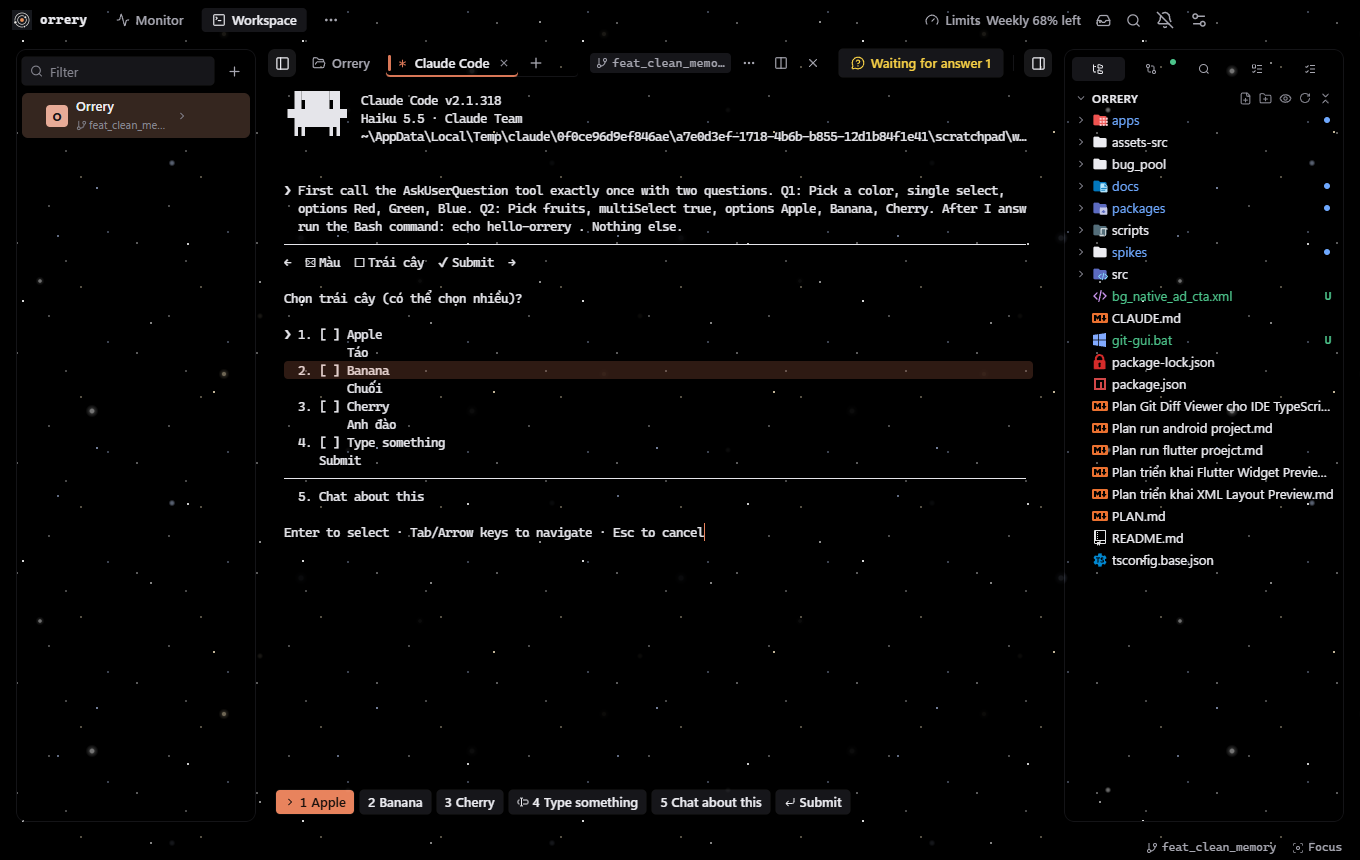 orrery
Monitor
Workspace
Limits Weekly 68% left
Filter
Orrery
feat_clean_me...
O
Orrery
Claude Code
feat_clean_memo…
Waiting for answer 1
Claude Code v2.1.318
Haiku 5.5 · Claude Team
~\AppData\Local\Temp\claude\0f0ce96d9ef846ae\a7e0d3ef-1718-4b6b-b855-12d1b84f1e41\scratchpad\w…
❯ First call the AskUserQuestion tool exactly once with two questions. Q1: Pick a color, single select,
options Red, Green, Blue. Q2: Pick fruits, multiSelect true, options Apple, Banana, Cherry. After I answ
run the Bash command: echo hello-orrery . Nothing else.
← ☒ Màu ☐ Trái cây ✓ Submit →
Chọn trái cây (có thể chọn nhiều)?
❯ 1. [ ] Apple
Táo
2. [ ] Banana
Chuối
3. [ ] Cherry
Anh đào
4. [ ] Type something
Submit
5. Chat about this
Enter to select · Tab/Arrow keys to navigate · Esc to cancel
1 Apple
2 Banana
3 Cherry
4 Type something
5 Chat about this
Submit
ORRERY
apps
assets-src
bug_pool
docs
packages
scripts
spikes
src
bg_native_ad_cta.xml U
CLAUDE.md
git-gui.bat U
package-lock.json
package.json
Plan Git Diff Viewer cho IDE TypeScri...
Plan run android project.md
Plan run flutter proejct.md
Plan triển khai Flutter Widget Previe...
Plan triển khai XML Layout Preview.md
PLAN.md
README.md
tsconfig.base.json
feat_clean_memory
Focus